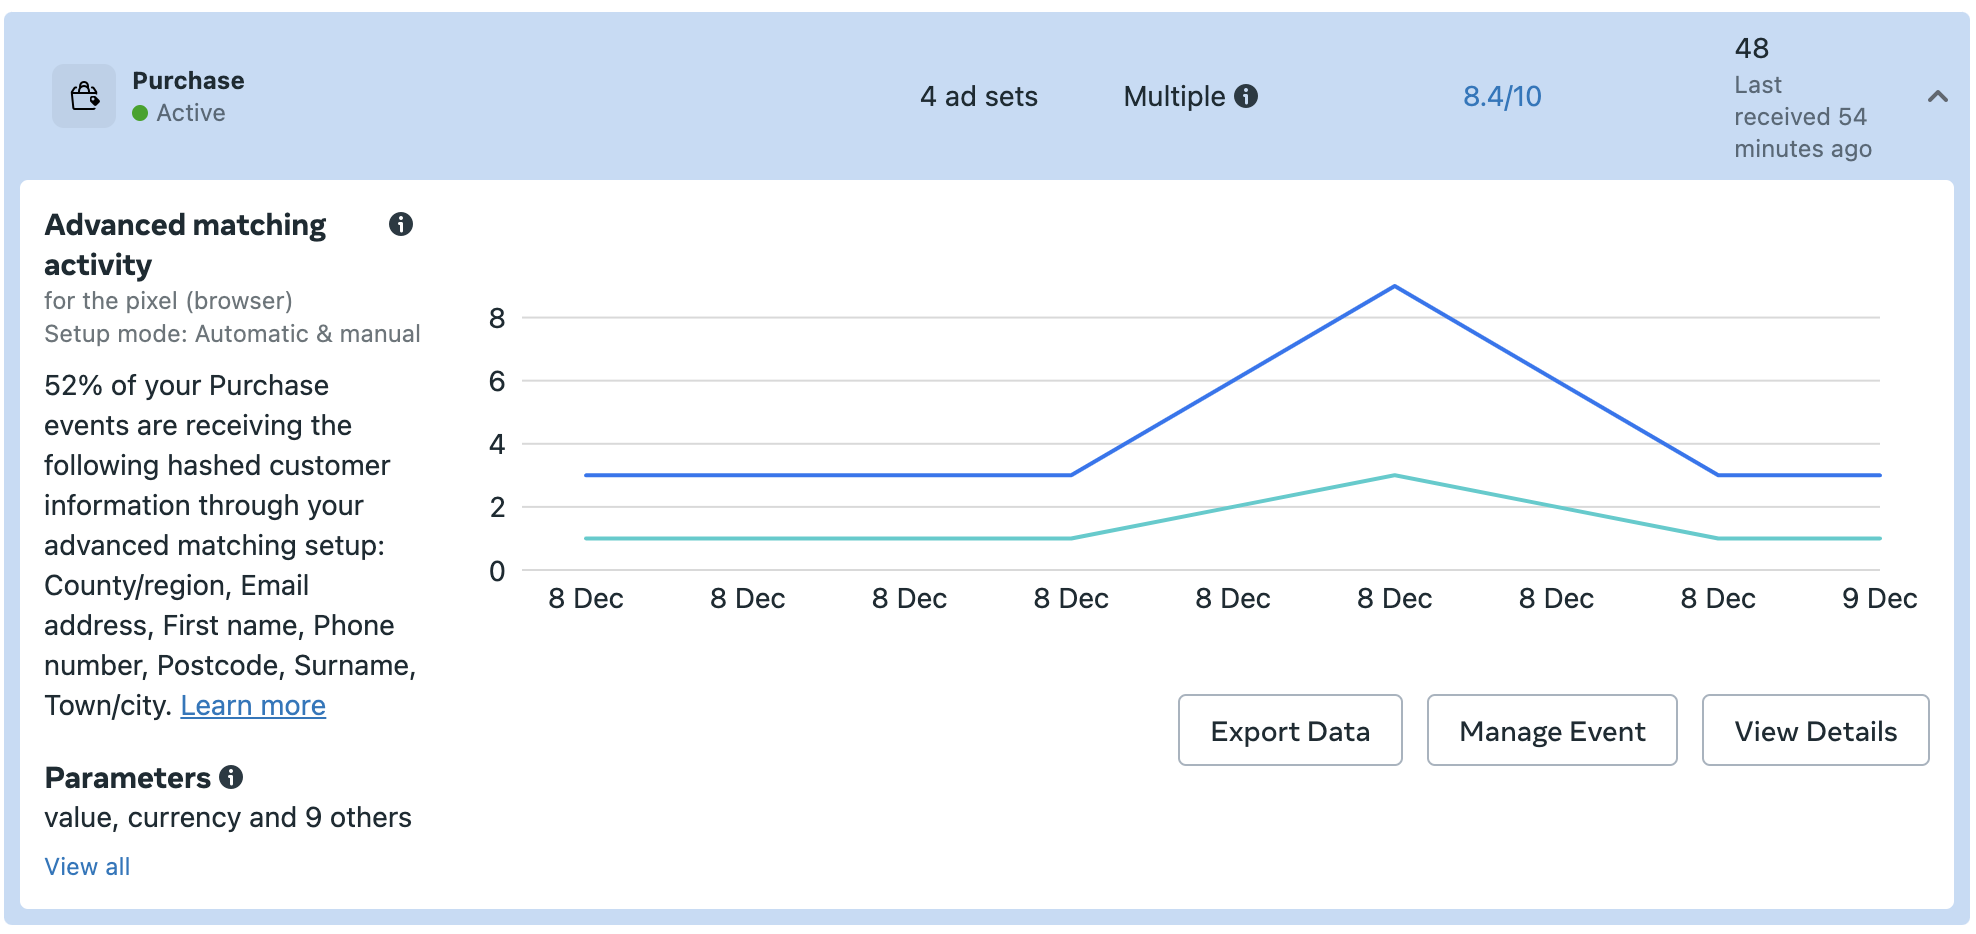 Purchase
Active
4 ad sets
Multiple
8.4/10
48
Last
received 54
minutes ago
Advanced matching
activity
for the pixel (browser)
Setup mode: Automatic & manual
52% of your Purchase
events are receiving the
following hashed customer
information through your
advanced matching setup:
County/region, Email
address, First name, Phone
number, Postcode, Surname,
Town/city. Learn more
Parameters
value, currency and 9 others
View all
8
6
4
2
0
8 Dec 8 Dec 8 Dec 8 Dec 8 Dec 8 Dec 8 Dec 8 Dec 9 Dec
Export Data
Manage Event
View Details